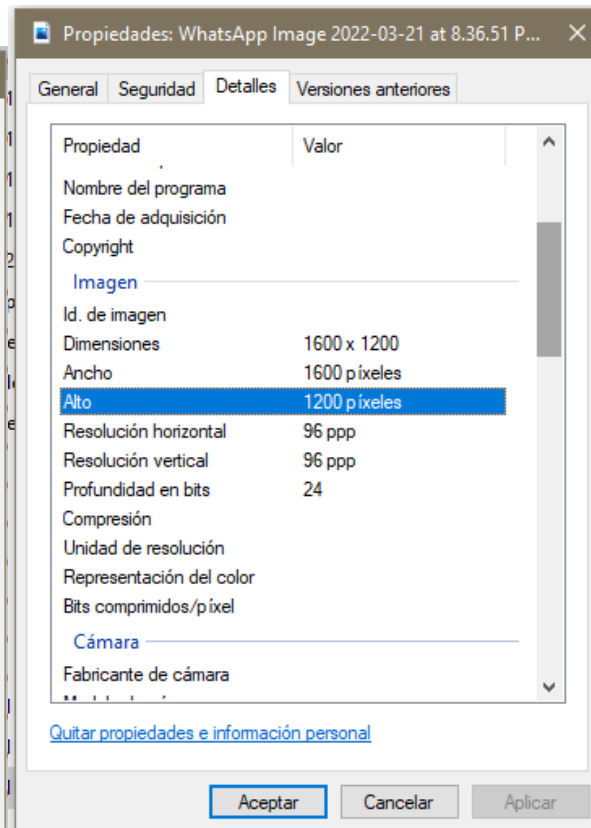 Propiedades: WhatsApp Image 2022-03-21 at 8.36.51 P...
General Seguridad Detalles Versiones anteriores
Propiedad Valor
Nombre del programa
Fecha de adquisición
Copyright
Imagen
Id. de imagen
Dimensiones 1600 x 1200
Ancho 1600 píxeles
Alto 1200 píxeles
Resolución horizontal 96 ppp
Resolución vertical 96 ppp
Profundidad en bits 24
Compresión
Unidad de resolución
Representación del color
Bits comprimidos/píxel
Cámara
Fabricante de cámara
Quitar propiedades e información personal
Aceptar Cancelar Aplicar